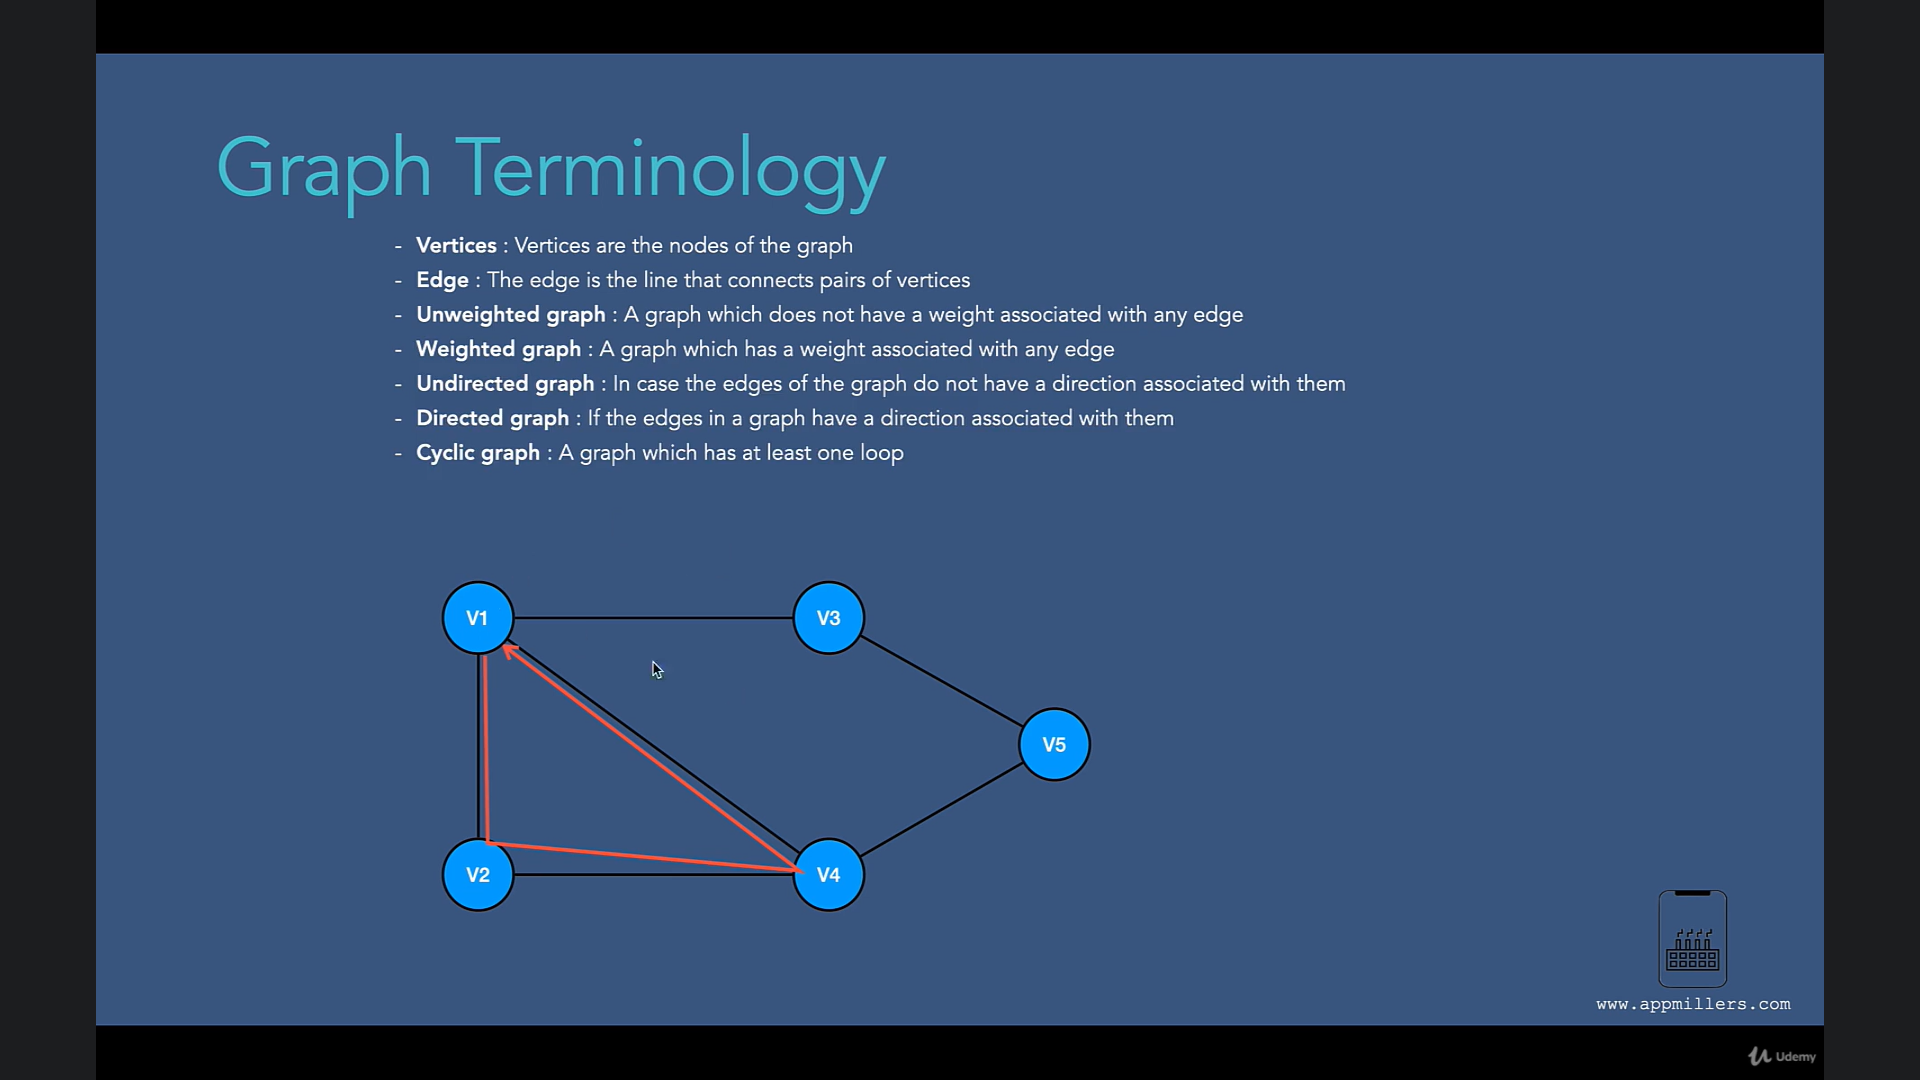 Graph Terminology
- Vertices : Vertices are the nodes of the graph
- Edge : The edge is the line that connects pairs of vertices
- Unweighted graph : A graph which does not have a weight associated with any edge
- Weighted graph : A graph which has a weight associated with any edge
- Undirected graph : In case the edges of the graph do not have a direction associated with them
- Directed graph : If the edges in a graph have a direction associated with them
- Cyclic graph : A graph which has at least one loop
V1
V3
V5
V2
V4
www.appmillers.com
Udemy